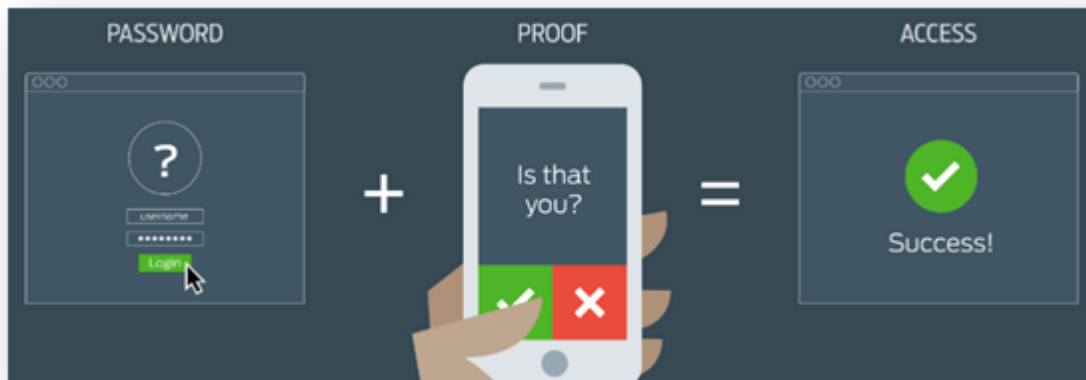 PASSWORD
PROOF
ACCESS
?
username
Login
+
Is that
you?
=
Success!